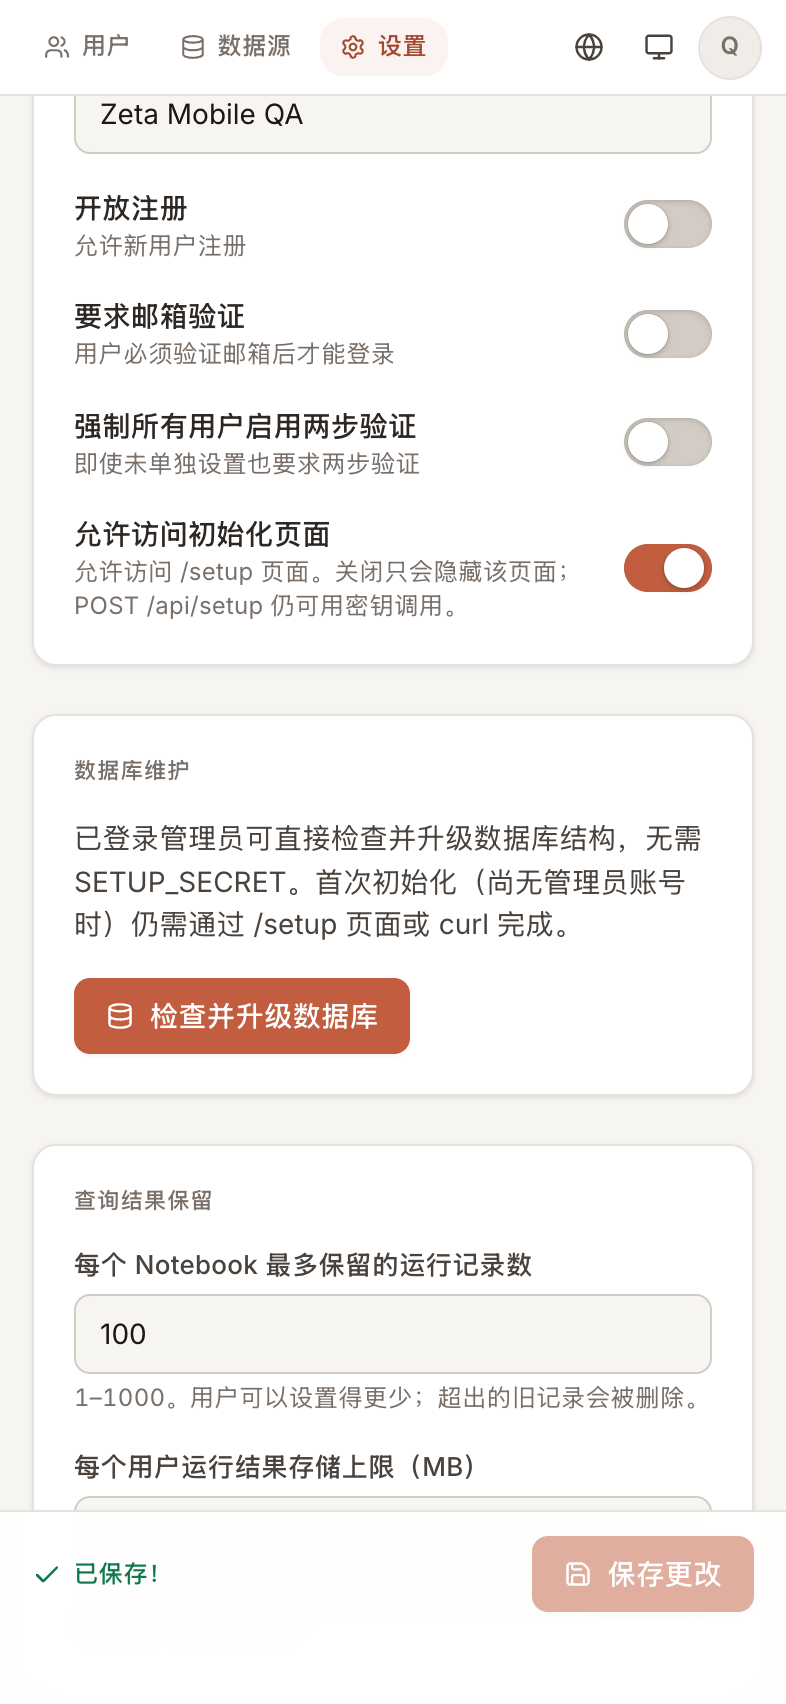 用户
数据源
设置
Q
Zeta Mobile QA
开放注册
允许新用户注册
要求邮箱验证
用户必须验证邮箱后才能登录
强制所有用户启用两步验证
即使未单独设置也要求两步验证
允许访问初始化页面
允许访问 /setup 页面。关闭只会隐藏该页面；
POST /api/setup 仍可用密钥调用。
数据库维护
已登录管理员可直接检查并升级数据库结构，无需
SETUP_SECRET。首次初始化（尚无管理员账号
时）仍需通过 /setup 页面或 curl 完成。
检查并升级数据库
查询结果保留
每个 Notebook 最多保留的运行记录数
100
1–1000。用户可以设置得更少；超出的旧记录会被删除。
每个用户运行结果存储上限（MB）
已保存！
保存更改